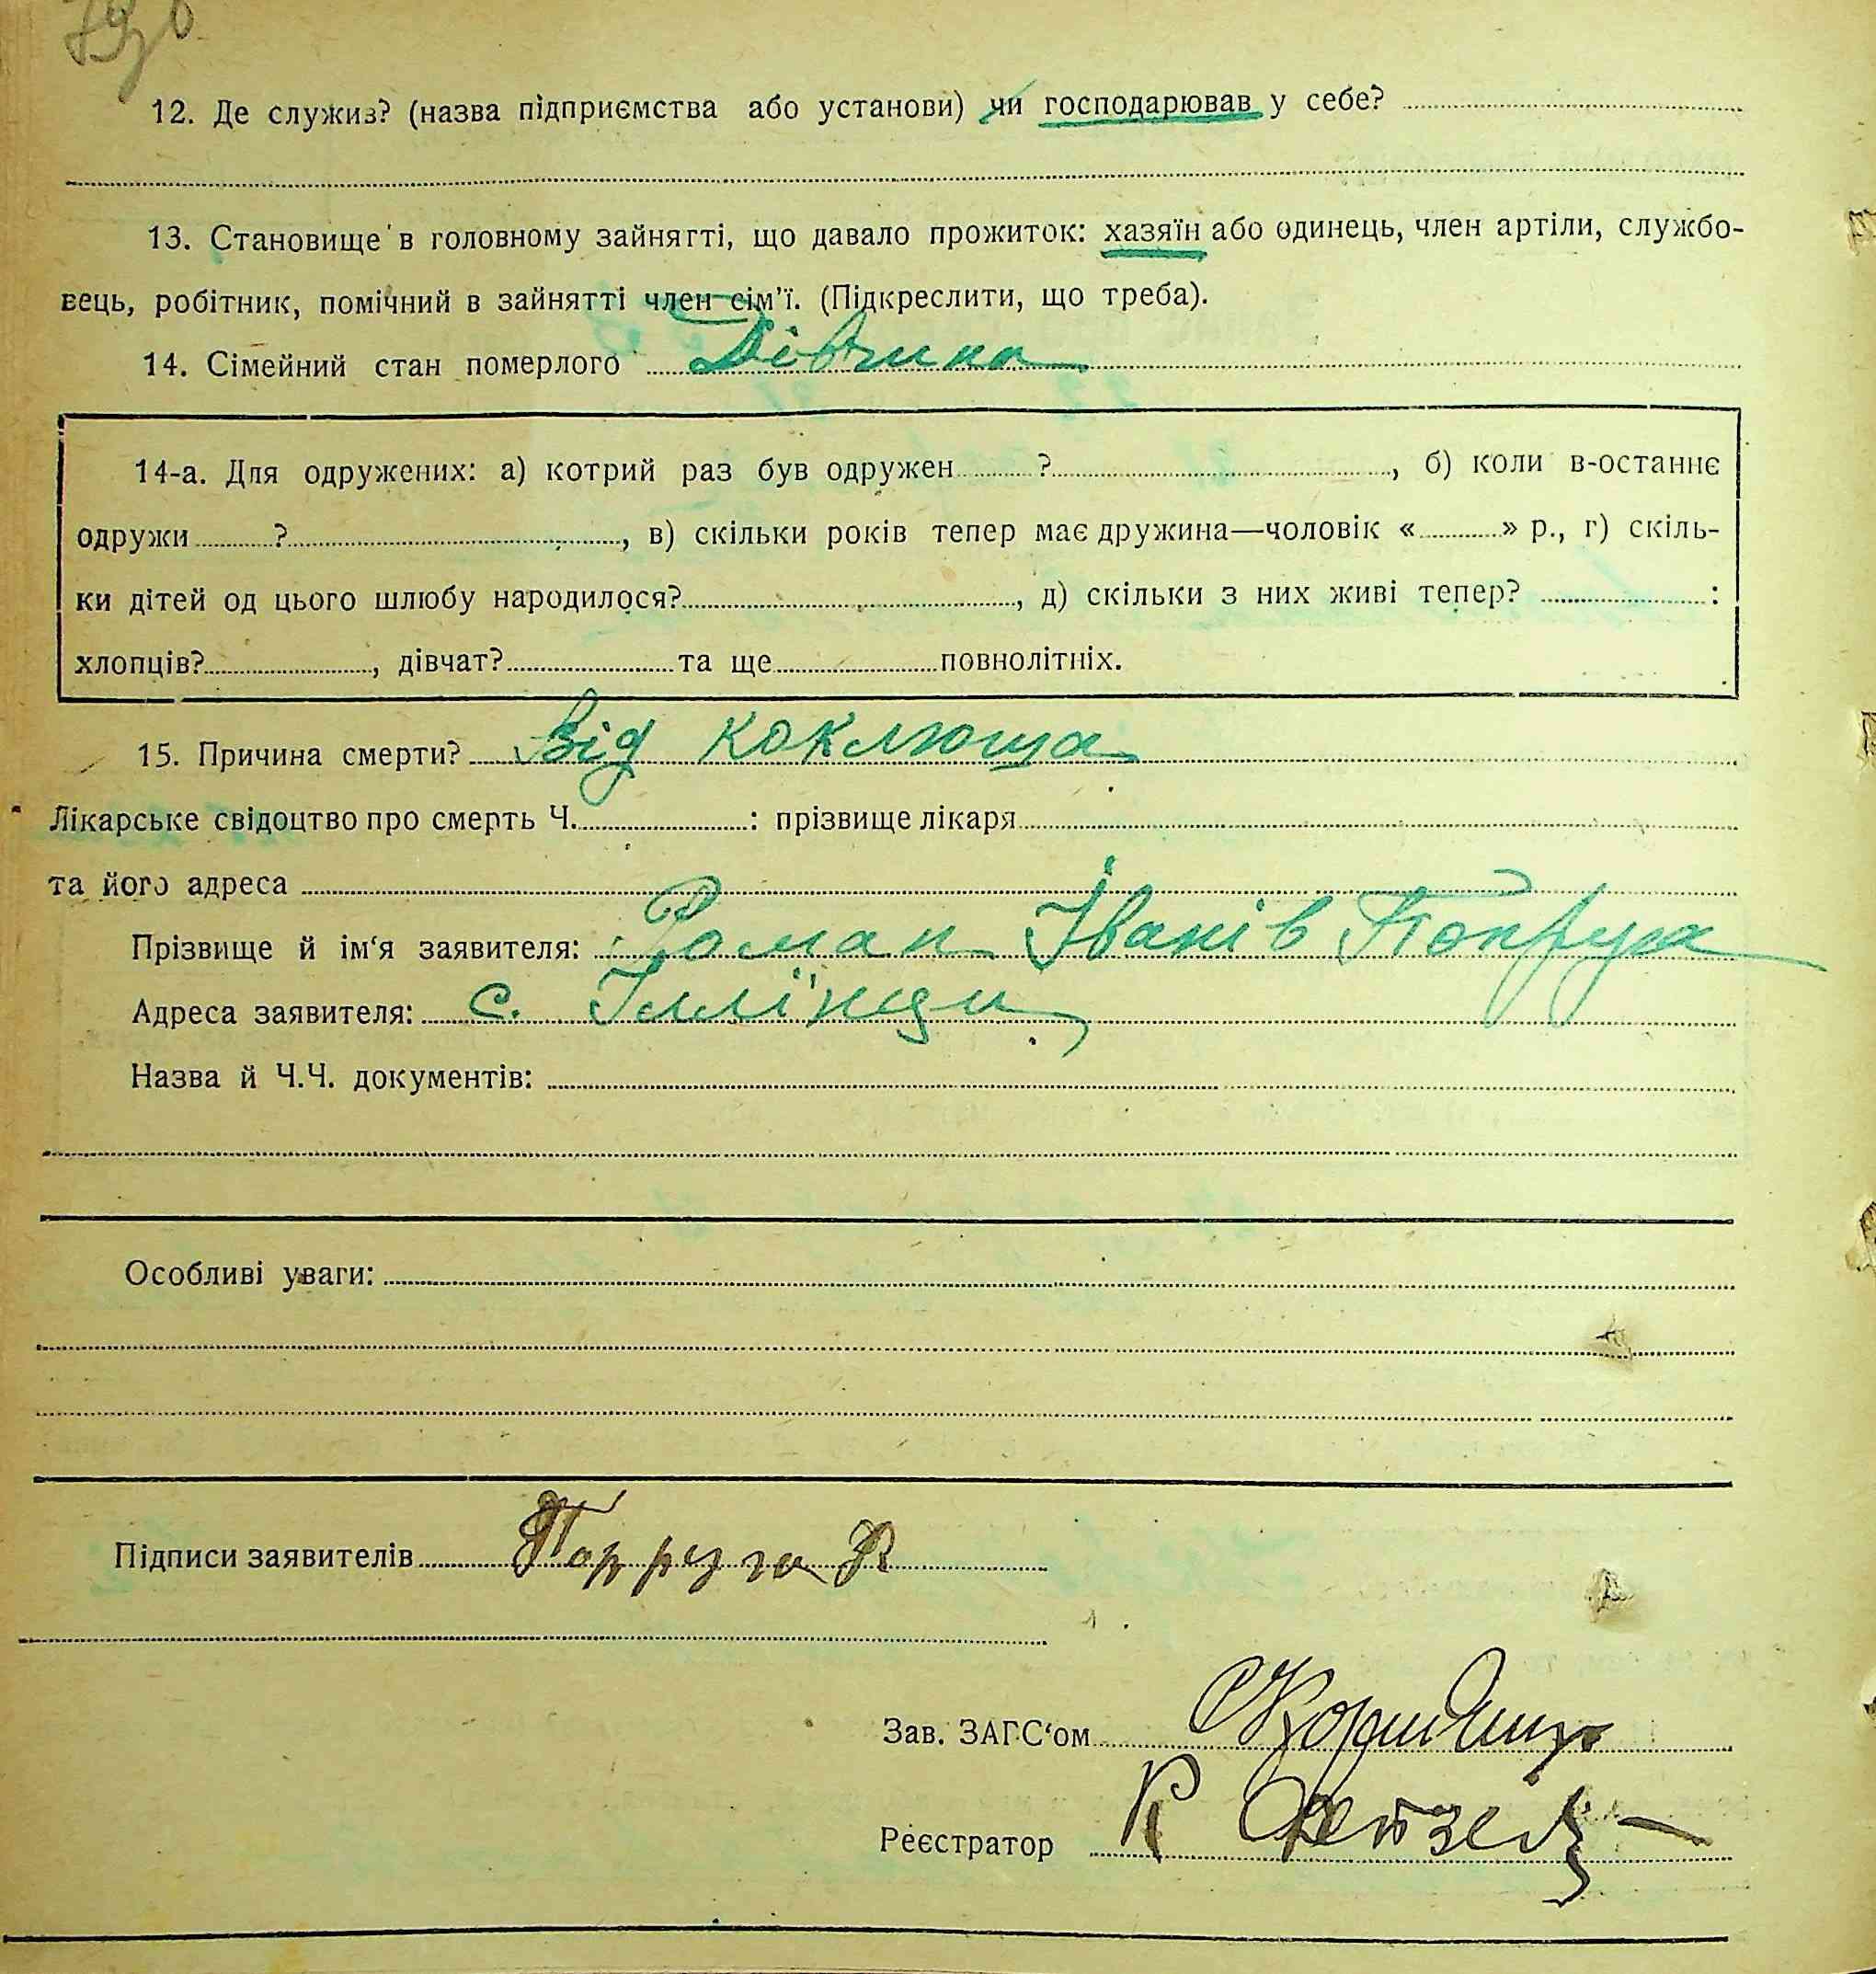 12. Де служив? (назва підприємства або установи) чи господарював у себе?
13. Становище в головному зайнятті, що давало прожиток: хазяїн або одинець, член артіли, службо-
вець, робітник, помічний в зайнятті член сім'ї. (Підкреслити, що треба).
14. Сімейний стан померлого Дівчина
14-а. Для одружених: а) котрий раз був одружен ? , б) коли в-останнє
одружи ? , в) скільки років тепер має дружина—чоловік « » р., г) скіль-
ки дітей од цього шлюбу народилося? , д) скільки з них живі тепер? :
хлопців? , дівчат? та ще повнолітніх.
15. Причина смерти? Від коклюша
Лікарське свідоцтво про смерть Ч. : прізвище лікаря
та його адреса
Прізвище й ім'я заявителя: Роман Іванів Попруга
Адреса заявителя: с. Іллінци
Назва й Ч.Ч. документів:
Особливі уваги:
Підписи заявителів Попруга Р
Зав. ЗАГС'ом
Реєстратор К